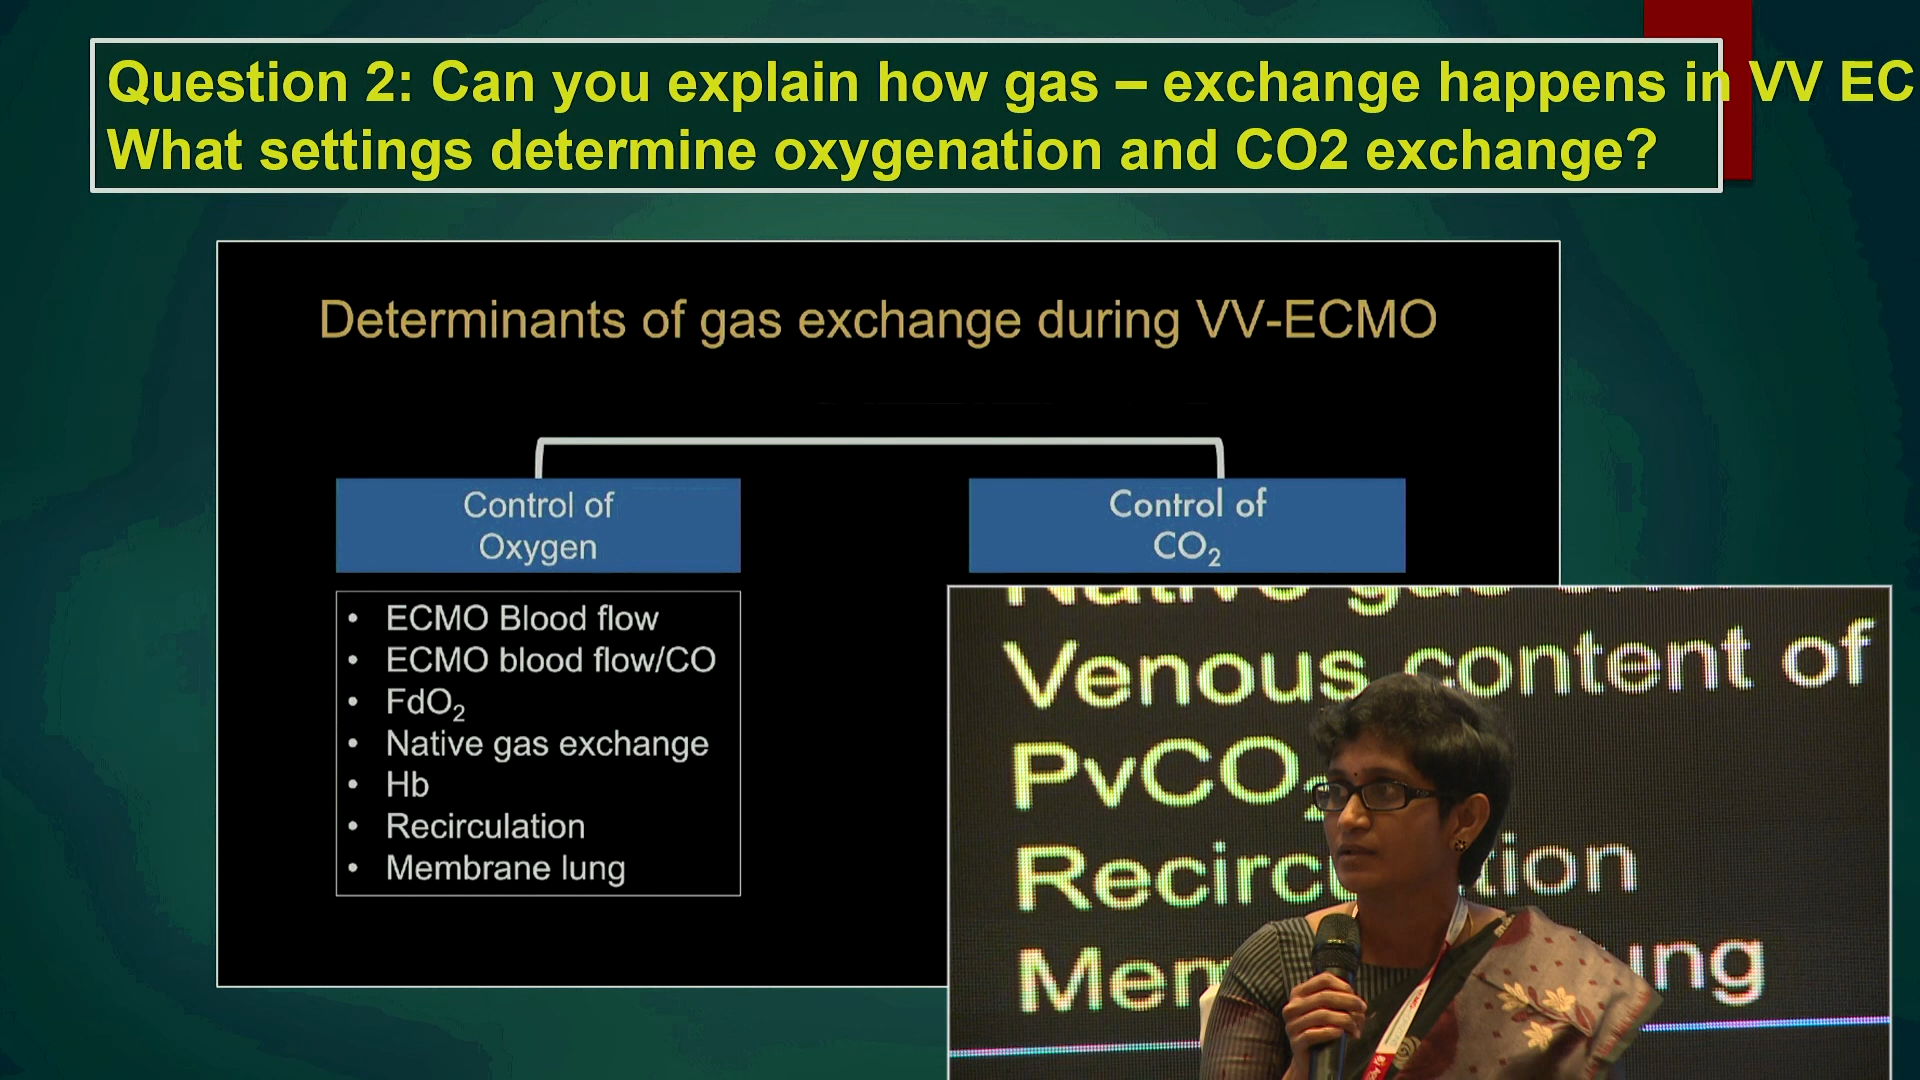 Question 2: Can you explain how gas – exchange happens in VV EC
What settings determine oxygenation and CO2 exchange?
Determinants of gas exchange during VV-ECMO
Control of
Oxygen
• ECMO Blood flow
• ECMO blood flow/CO
• FdO₂
• Native gas exchange
• Hb
• Recirculation
• Membrane lung
Control of
CO₂
Venous content of
PvCO₂